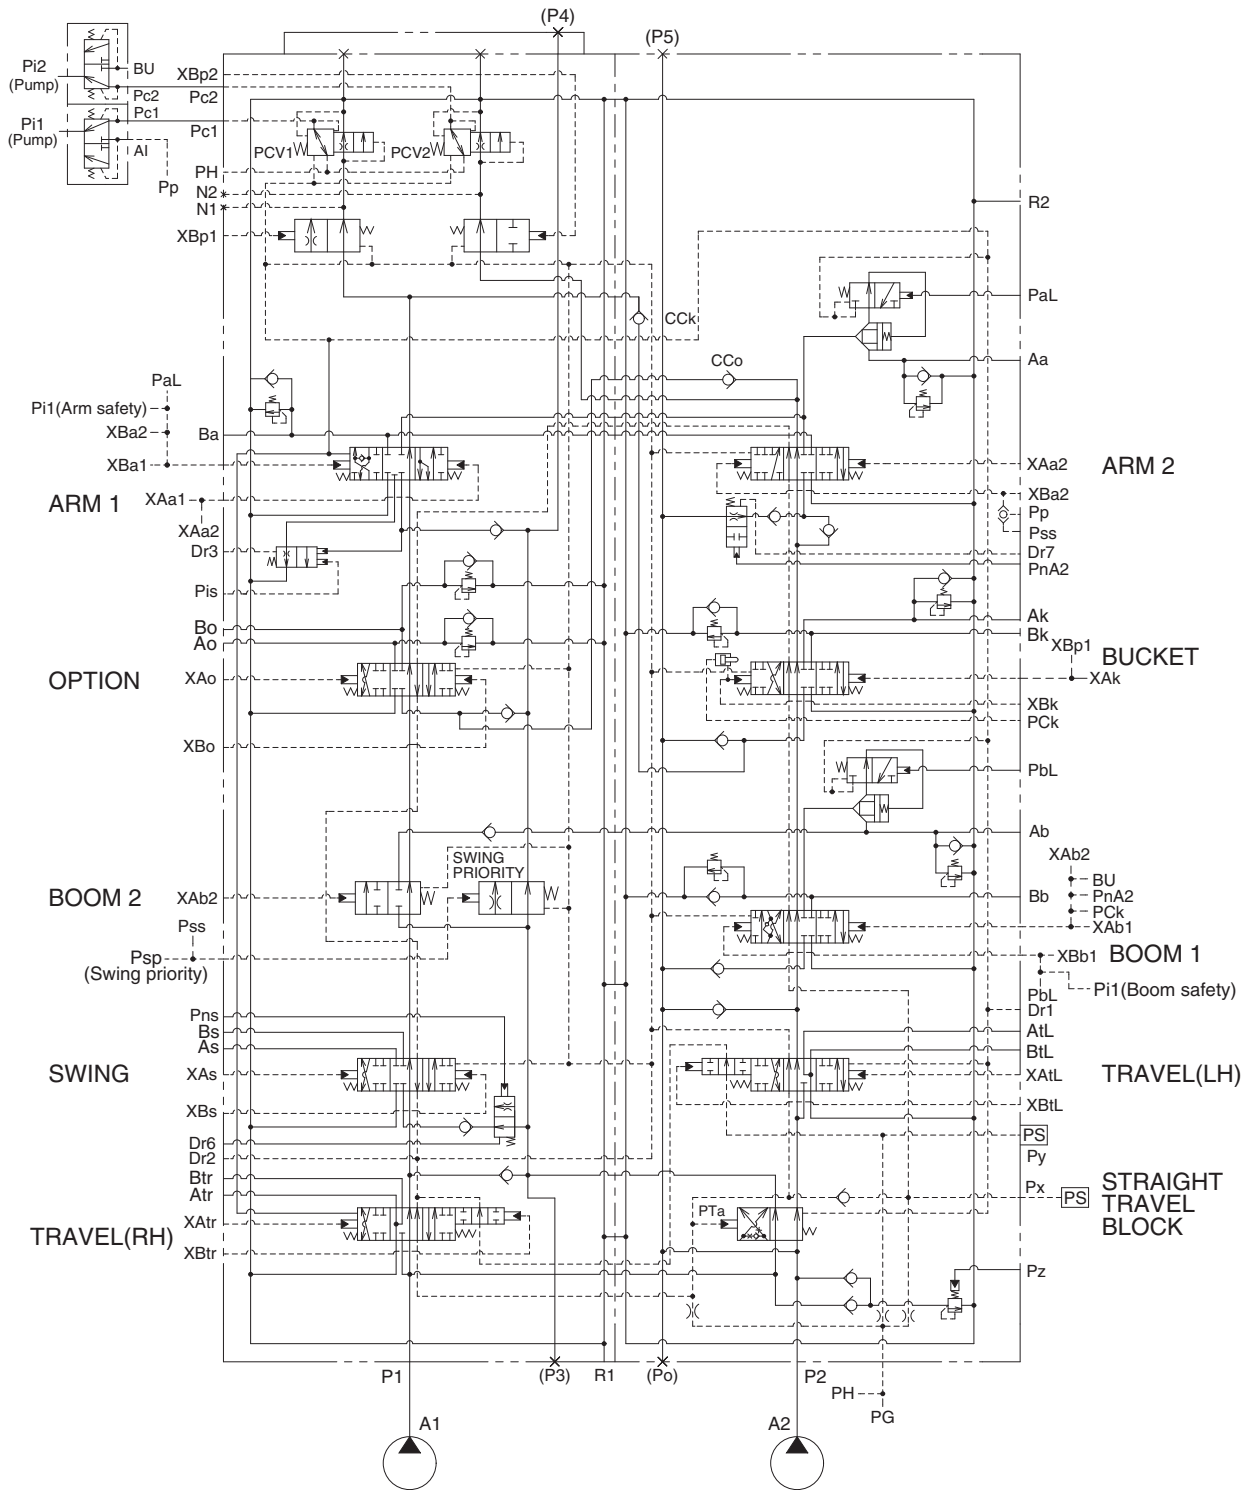 (P4)
(P5)
Pi2
(Pump)
BU
Pc2
Pc1
Pi1
(Pump)
AI
Pp
XBp2
Pc2
Pc1
PCV1
PCV2
PH
N2
N1
XBp1
R2
PaL
CCk
CCo
Aa
PaL
Pi1(Arm safety)
XBa2
Ba
XBa1
ARM 1
XAa1
XAa2
Dr3
Pis
XAa2
ARM 2
XBa2
Pp
Pss
Dr7
PnA2
Bo
Ao
OPTION
XAo
XBo
Ak
Bk
XBp1
BUCKET
XAk
XBk
PCk
PbL
Ab
XAb2
BU
PnA2
PCk
XAb1
Bb
SWING
PRIORITY
BOOM 2
XAb2
Pss
Psp
(Swing priority)
XBb1
BOOM 1
PbL
Pi1(Boom safety)
Dr1
Pns
Bs
As
SWING
XAs
XBs
Dr6
Dr2
AtL
BtL
XAtL
TRAVEL(LH)
XBtL
PS
Py
Btr
Atr
XAtr
TRAVEL(RH)
XBtr
PTa
Px
PS
STRAIGHT
TRAVEL
BLOCK
Pz
P1
(P3)
R1
(Po)
P2
PH
PG
A1
A2